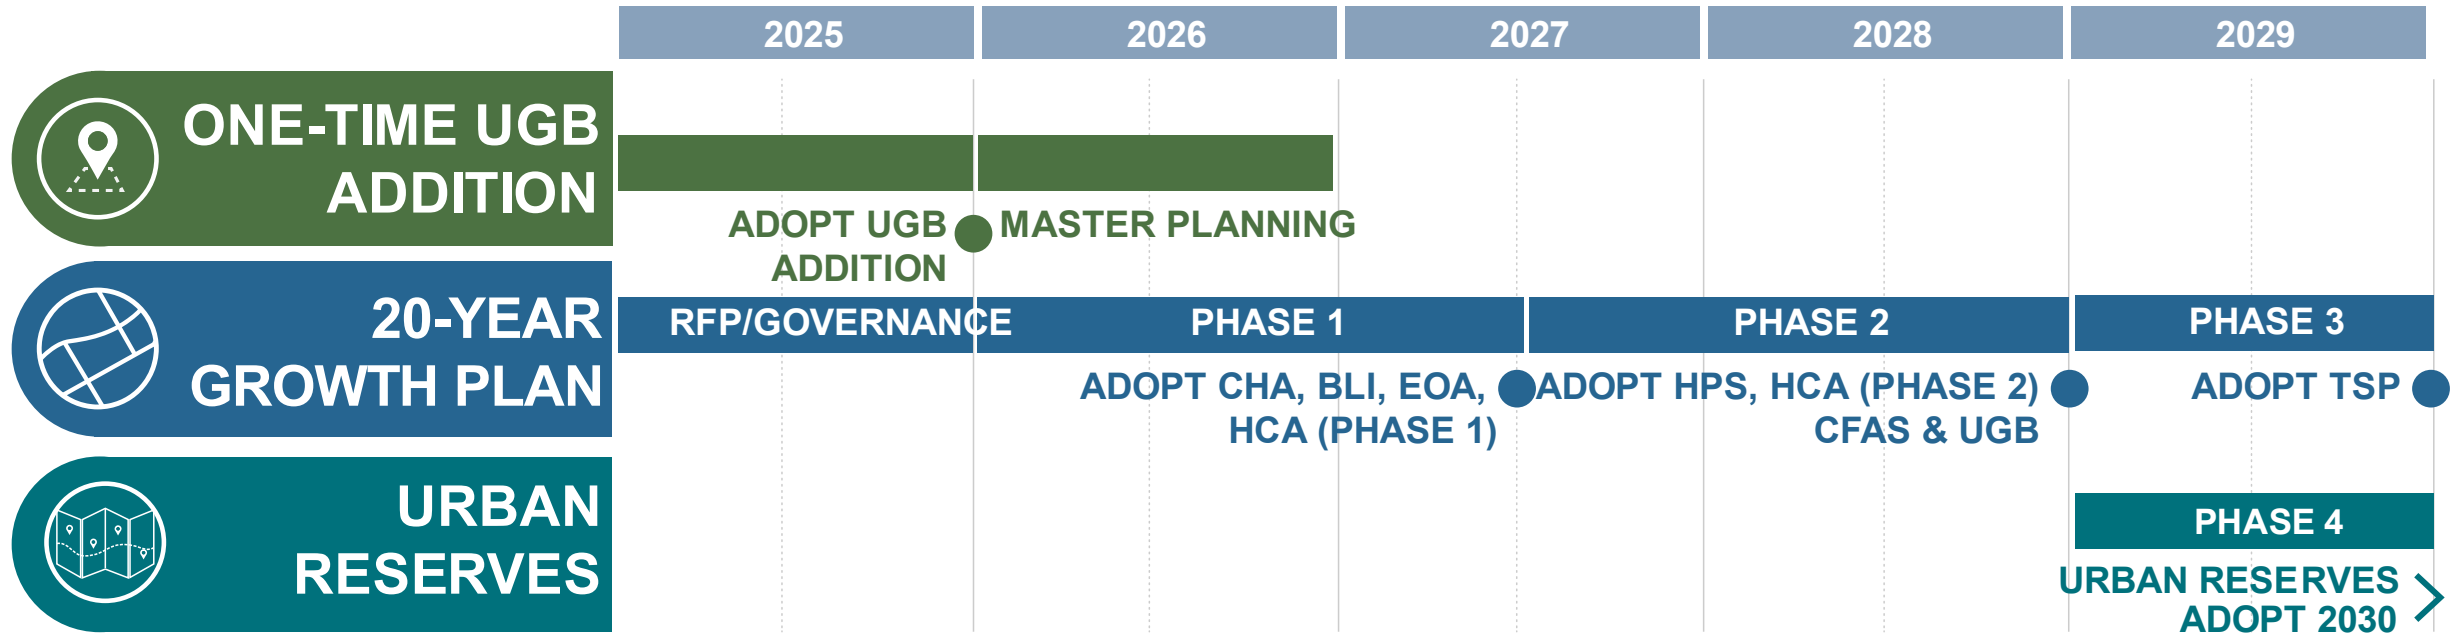 2025
2026
2027
2028
2029
ONE-TIME UGB
ADDITION
ADOPT UGB
ADDITION
MASTER PLANNING
20-YEAR
GROWTH PLAN
RFP/GOVERNANCE
PHASE 1
PHASE 2
PHASE 3
ADOPT CHA, BLI, EOA,
HCA (PHASE 1)
ADOPT HPS, HCA (PHASE 2)
CFAS & UGB
ADOPT TSP
URBAN
RESERVES
PHASE 4
URBAN RESERVES
ADOPT 2030